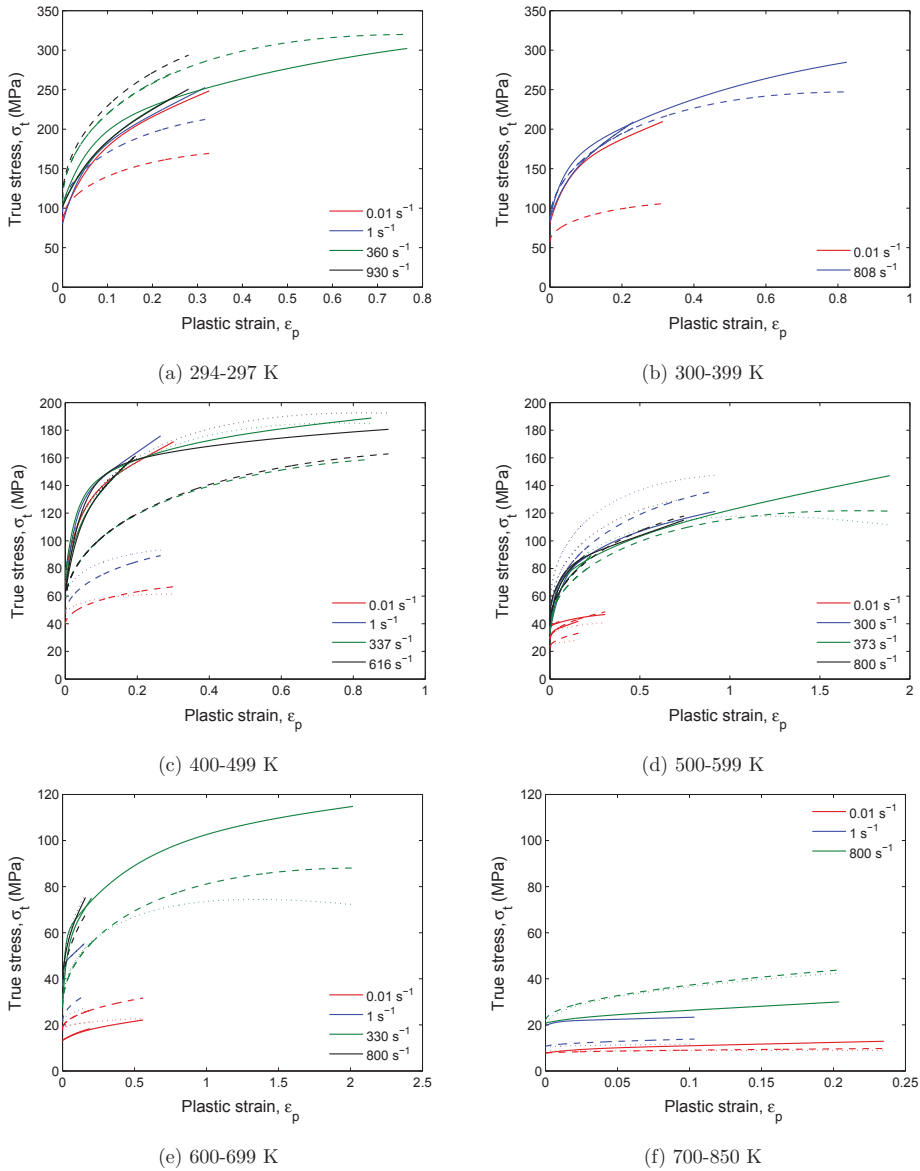 350
300
250
200
150
100
50
0
0 0.1 0.2 0.3 0.4 0.5 0.6 0.7 0.8
True stress, σt (MPa)
Plastic strain, εp
0.01 s⁻¹
1 s⁻¹
360 s⁻¹
930 s⁻¹
(a) 294-297 K
350
300
250
200
150
100
50
0
0 0.2 0.4 0.6 0.8 1
True stress, σt (MPa)
Plastic strain, εp
0.01 s⁻¹
808 s⁻¹
(b) 300-399 K
200
180
160
140
120
100
80
60
40
20
0
0 0.2 0.4 0.6 0.8 1
True stress, σt (MPa)
Plastic strain, εp
0.01 s⁻¹
1 s⁻¹
337 s⁻¹
616 s⁻¹
(c) 400-499 K
200
180
160
140
120
100
80
60
40
20
0
0 0.5 1 1.5 2
True stress, σt (MPa)
Plastic strain, εp
0.01 s⁻¹
300 s⁻¹
373 s⁻¹
800 s⁻¹
(d) 500-599 K
120
100
80
60
40
20
0
0 0.5 1 1.5 2 2.5
True stress, σt (MPa)
Plastic strain, εp
0.01 s⁻¹
1 s⁻¹
330 s⁻¹
800 s⁻¹
(e) 600-699 K
120
100
80
60
40
20
0
0 0.05 0.1 0.15 0.2 0.25
True stress, σt (MPa)
Plastic strain, εp
0.01 s⁻¹
1 s⁻¹
800 s⁻¹
(f) 700-850 K